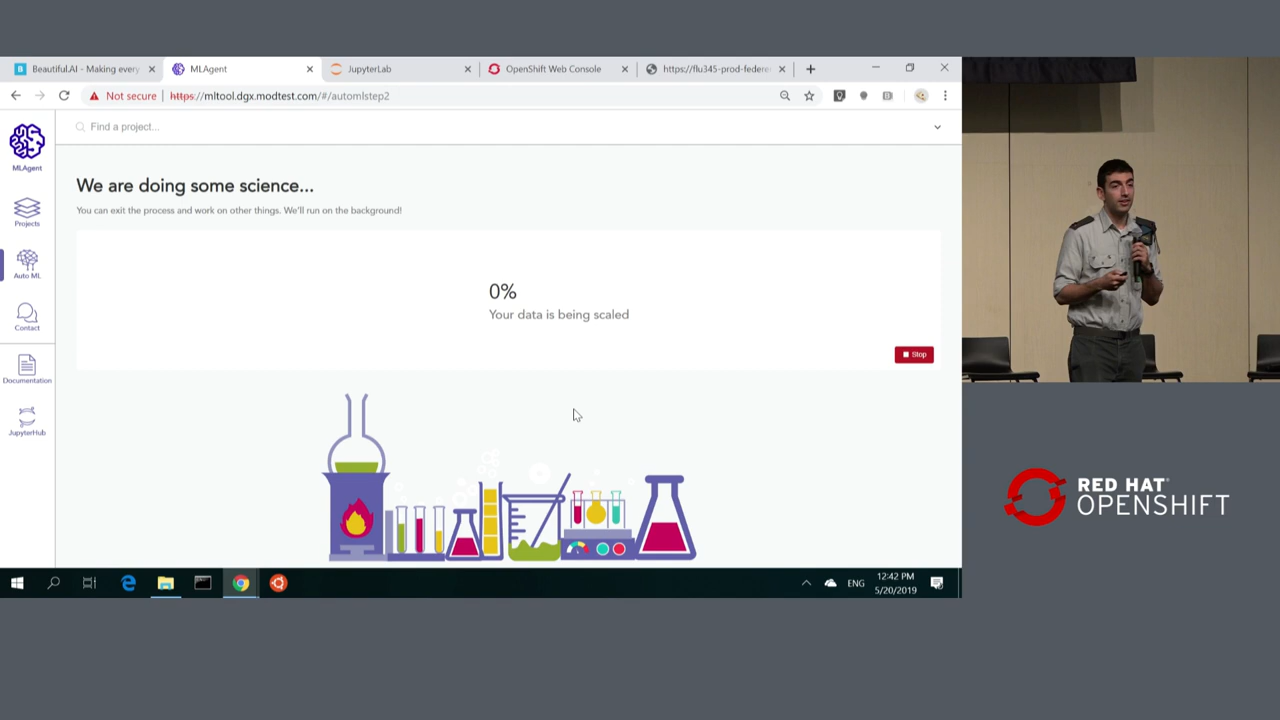 Beautiful.AI - Making every
MLAgent
JupyterLab
OpenShift Web Console
https://flu345-prod-federe
Not secure
https://mltool.dgx.modtest.com/#/automlstep2
MLAgent
Find a project...
Projects
Auto ML
Contact
Documentation
JupyterHub
We are doing some science...
You can exit the process and work on other things. We'll run on the background!
0%
Your data is being scaled
Stop
RED HAT®
OPENSHIFT
ENG
12:42 PM
5/20/2019